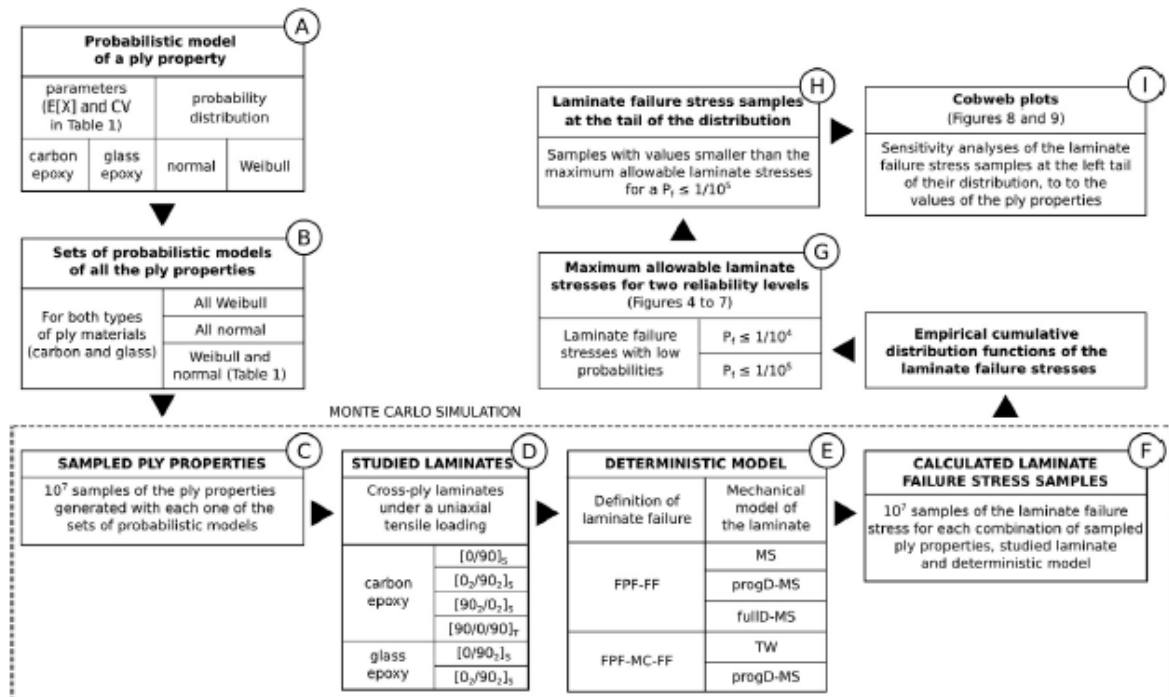 A
Probabilistic model
of a ply property
parameters
(E[X] and CV
in Table 1)
probability
distribution
carbon
epoxy
glass
epoxy
normal
Weibull
B
Sets of probabilistic models
of all the ply properties
For both types
of ply materials
(carbon and glass)
All Weibull
All normal
Weibull and
normal (Table 1)
H
Laminate failure stress samples
at the tail of the distribution
Samples with values smaller than the
maximum allowable laminate stresses
for a P_f ≤ 1/10⁵
I
Cobweb plots
(Figures 8 and 9)
Sensitivity analyses of the laminate
failure stress samples at the left tail
of their distribution, to to the
values of the ply properties
G
Maximum allowable laminate
stresses for two reliability levels
(Figures 4 to 7)
Laminate failure
stresses with low
probabilities
P_f ≤ 1/10⁴
P_f ≤ 1/10⁵
Empirical cumulative
distribution functions of the
laminate failure stresses
MONTE CARLO SIMULATION
C
SAMPLED PLY PROPERTIES
10⁷ samples of the ply properties
generated with each one of the
sets of probabilistic models
D
STUDIED LAMINATES
Cross-ply laminates
under a uniaxial
tensile loading
carbon
epoxy
[0/90]ₛ
[0₂/90₂]ₛ
[90₂/0₂]ₛ
[90/0/90]_T
glass
epoxy
[0/90₂]ₛ
[0₂/90₂]ₛ
E
DETERMINISTIC MODEL
Definition of
laminate failure
Mechanical
model of
the laminate
FPF-FF
MS
progD-MS
fullD-MS
FPF-MC-FF
TW
progD-MS
F
CALCULATED LAMINATE
FAILURE STRESS SAMPLES
10⁷ samples of the laminate failure
stress for each combination of sampled
ply properties, studied laminate
and deterministic model